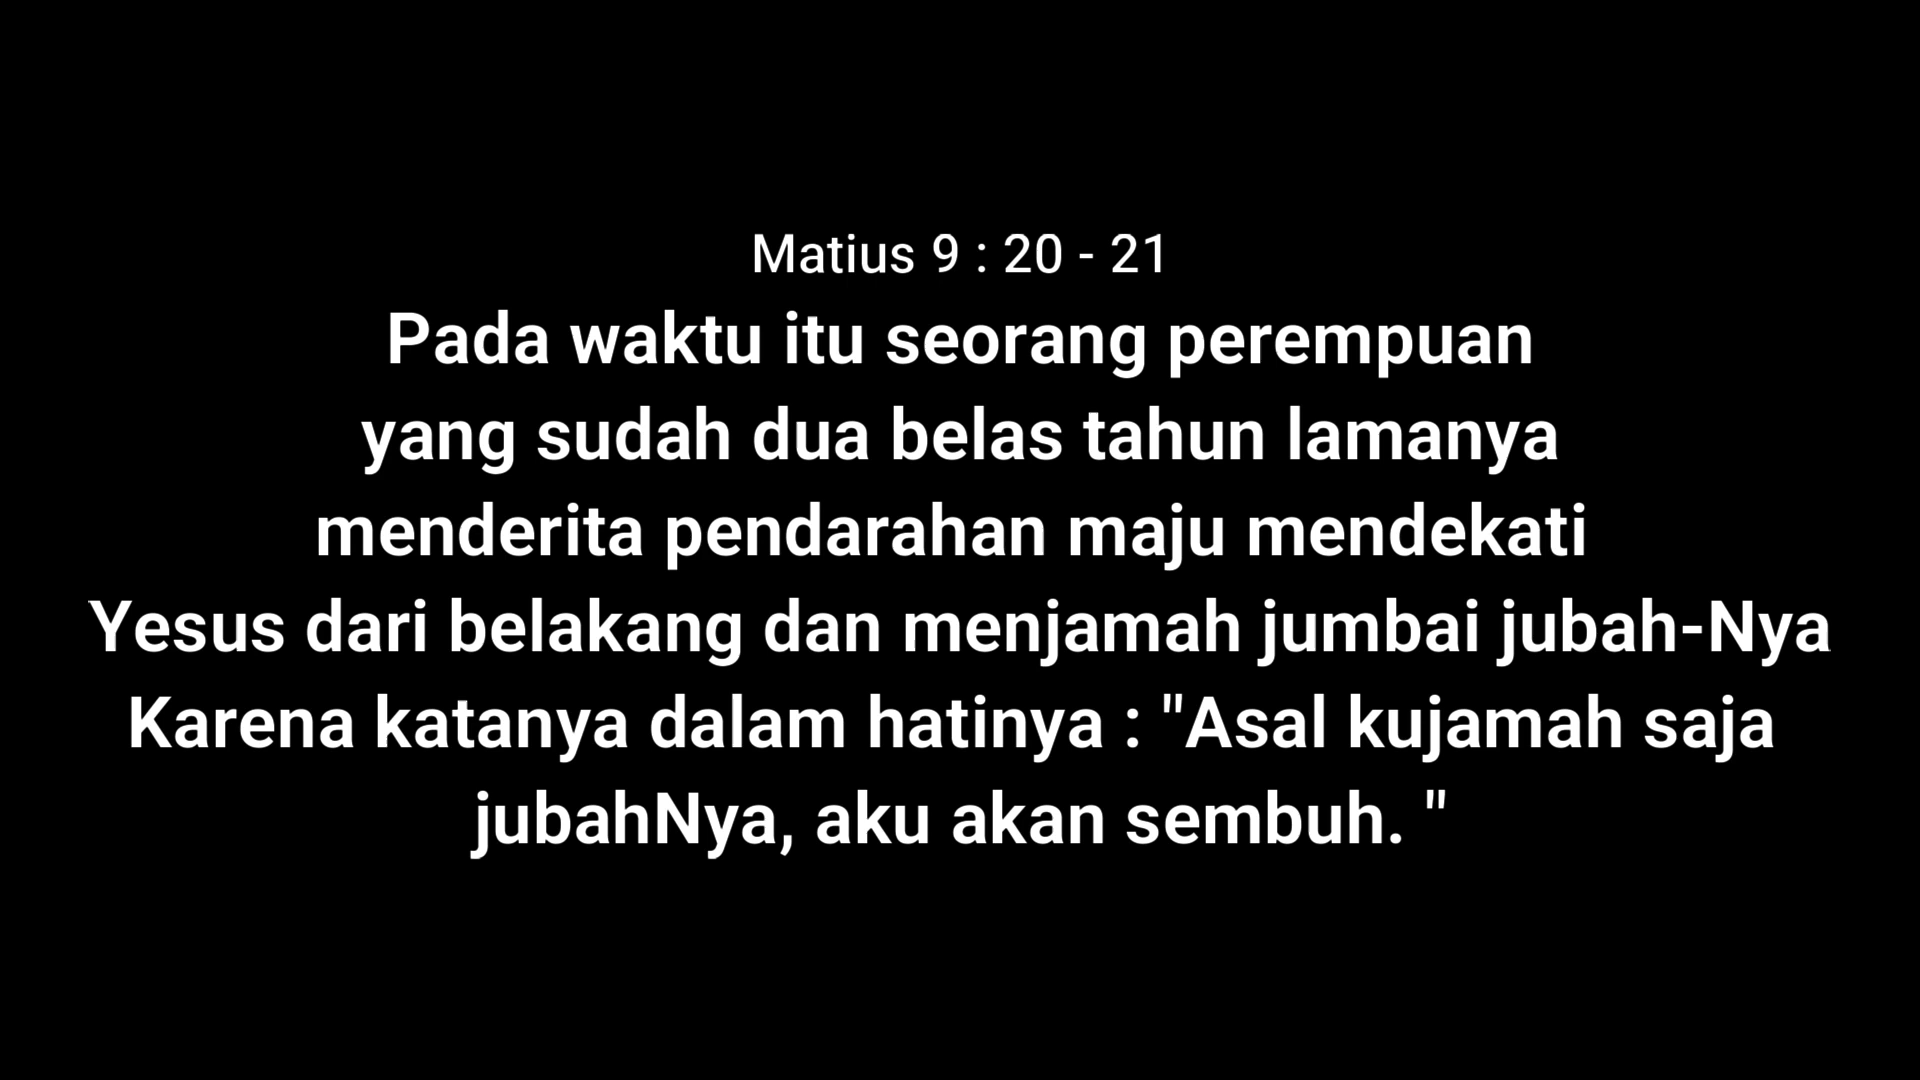 Matius 9 : 20 - 21
Pada waktu itu seorang perempuan
yang sudah dua belas tahun lamanya
menderita pendarahan maju mendekati
Yesus dari belakang dan menjamah jumbai jubah-Nya
Karena katanya dalam hatinya : "Asal kujamah saja
jubahNya, aku akan sembuh. "